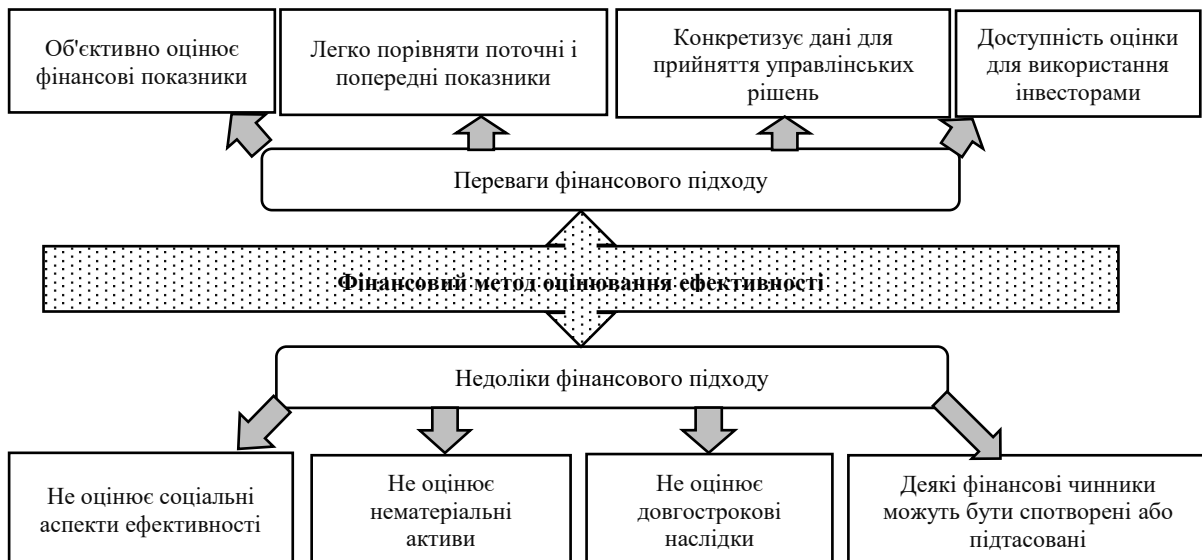 Об'єктивно оцінює
фінансові показники
Легко порівняти поточні і
попередні показники
Конкретизує дані для
прийняття управлінських
рішень
Доступність оцінки
для використання
інвесторами
Переваги фінансового підходу
Фінансовий метод оцінювання ефективності
Недоліки фінансового підходу
Не оцінює соціальні
аспекти ефективності
Не оцінює
нематеріальні
активи
Не оцінює
довгострокові
наслідки
Деякі фінансові чинники
можуть бути спотворені або
підтасовані